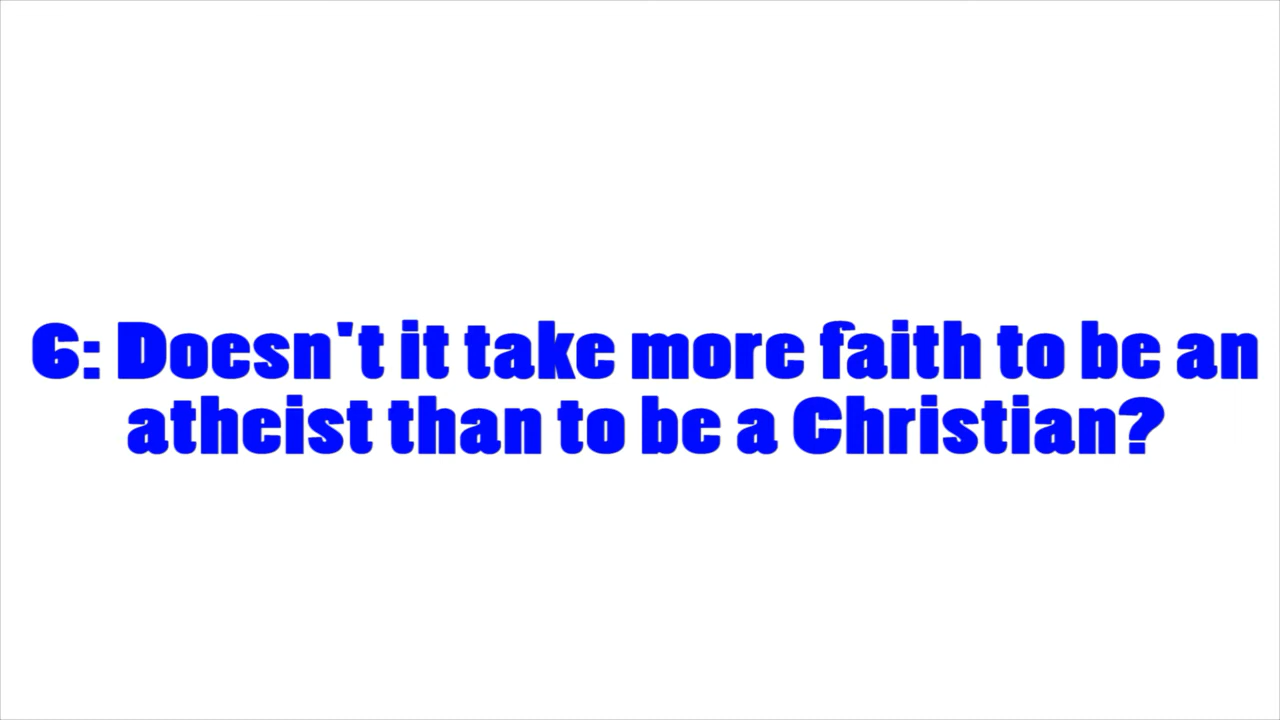 6: Doesn't it take more faith to be an
atheist than to be a Christian?